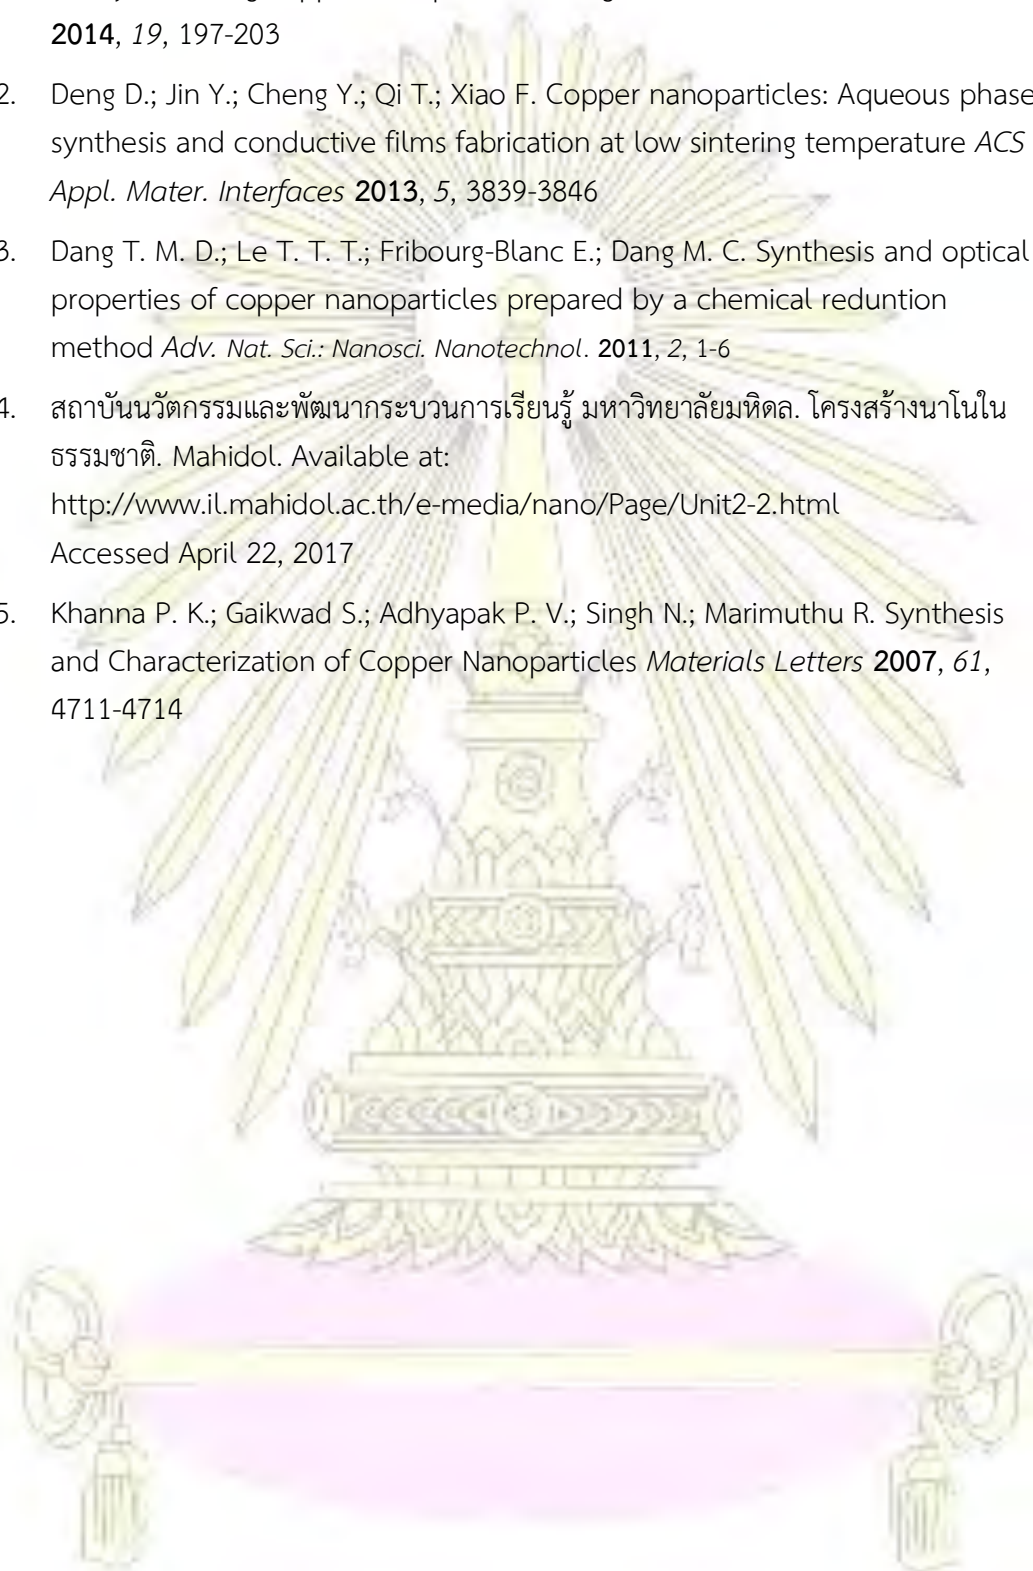 2014, 19, 197-203
2. Deng D.; Jin Y.; Cheng Y.; Qi T.; Xiao F. Copper nanoparticles: Aqueous phase
synthesis and conductive films fabrication at low sintering temperature ACS
Appl. Mater. Interfaces 2013, 5, 3839-3846
3. Dang T. M. D.; Le T. T. T.; Fribourg-Blanc E.; Dang M. C. Synthesis and optical
properties of copper nanoparticles prepared by a chemical reduntion
method Adv. Nat. Sci.: Nanosci. Nanotechnol. 2011, 2, 1-6
4. สถาบันนวัตกรรมและพัฒนากระบวนการเรียนรู้ มหาวิทยาลัยมหิดล. โครงสร้างนาโนใน
ธรรมชาติ. Mahidol. Available at:
http://www.il.mahidol.ac.th/e-media/nano/Page/Unit2-2.html
Accessed April 22, 2017
5. Khanna P. K.; Gaikwad S.; Adhyapak P. V.; Singh N.; Marimuthu R. Synthesis
and Characterization of Copper Nanoparticles Materials Letters 2007, 61,
4711-4714